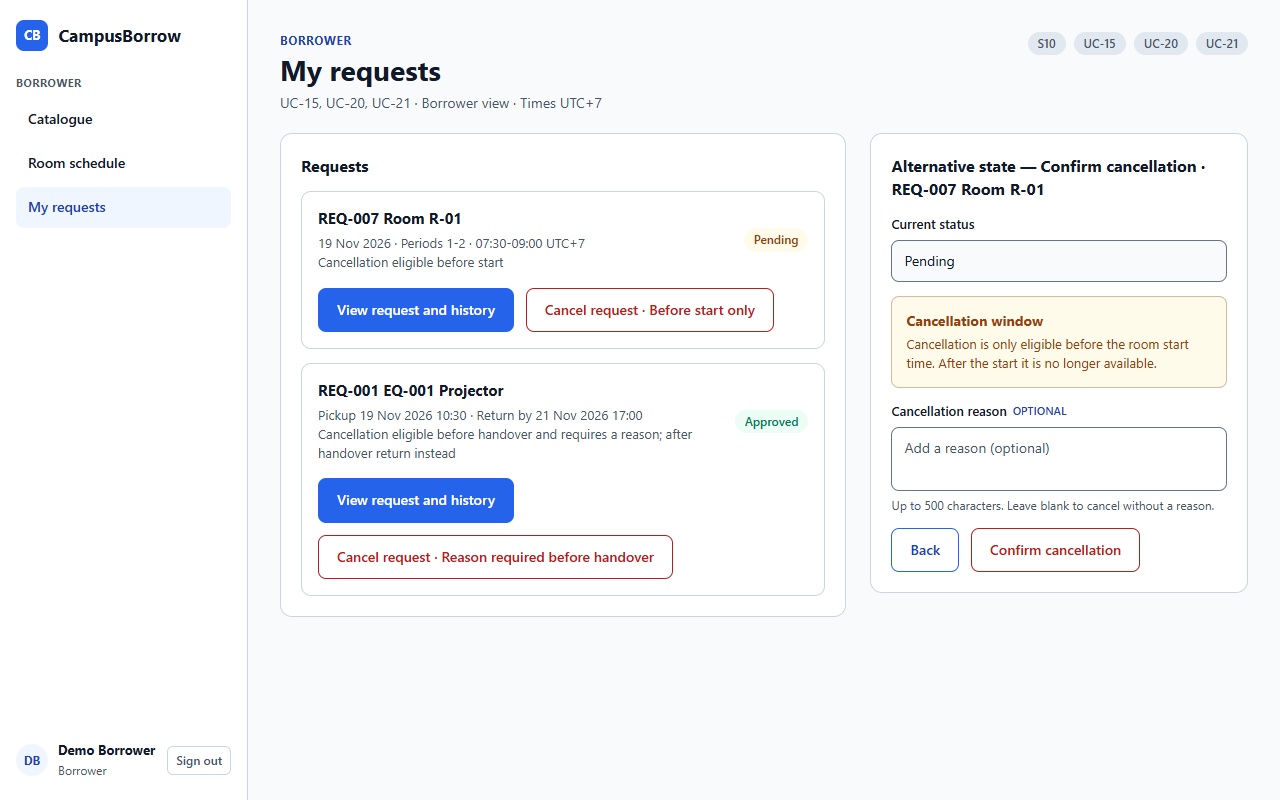 CB CampusBorrow
BORROWER
Catalogue
Room schedule
My requests
DB
Demo Borrower
Borrower
Sign out
BORROWER
My requests
UC-15, UC-20, UC-21 · Borrower view · Times UTC+7
S10 UC-15 UC-20 UC-21
Requests
REQ-007 Room R-01
19 Nov 2026 · Periods 1-2 · 07:30-09:00 UTC+7
Cancellation eligible before start
Pending
View request and history
Cancel request · Before start only
REQ-001 EQ-001 Projector
Pickup 19 Nov 2026 10:30 · Return by 21 Nov 2026 17:00
Cancellation eligible before handover and requires a reason; after
handover return instead
Approved
View request and history
Cancel request · Reason required before handover
Alternative state — Confirm cancellation ·
REQ-007 Room R-01
Current status
Pending
Cancellation window
Cancellation is only eligible before the room start
time. After the start it is no longer available.
Cancellation reason OPTIONAL
Add a reason (optional)
Up to 500 characters. Leave blank to cancel without a reason.
Back
Confirm cancellation